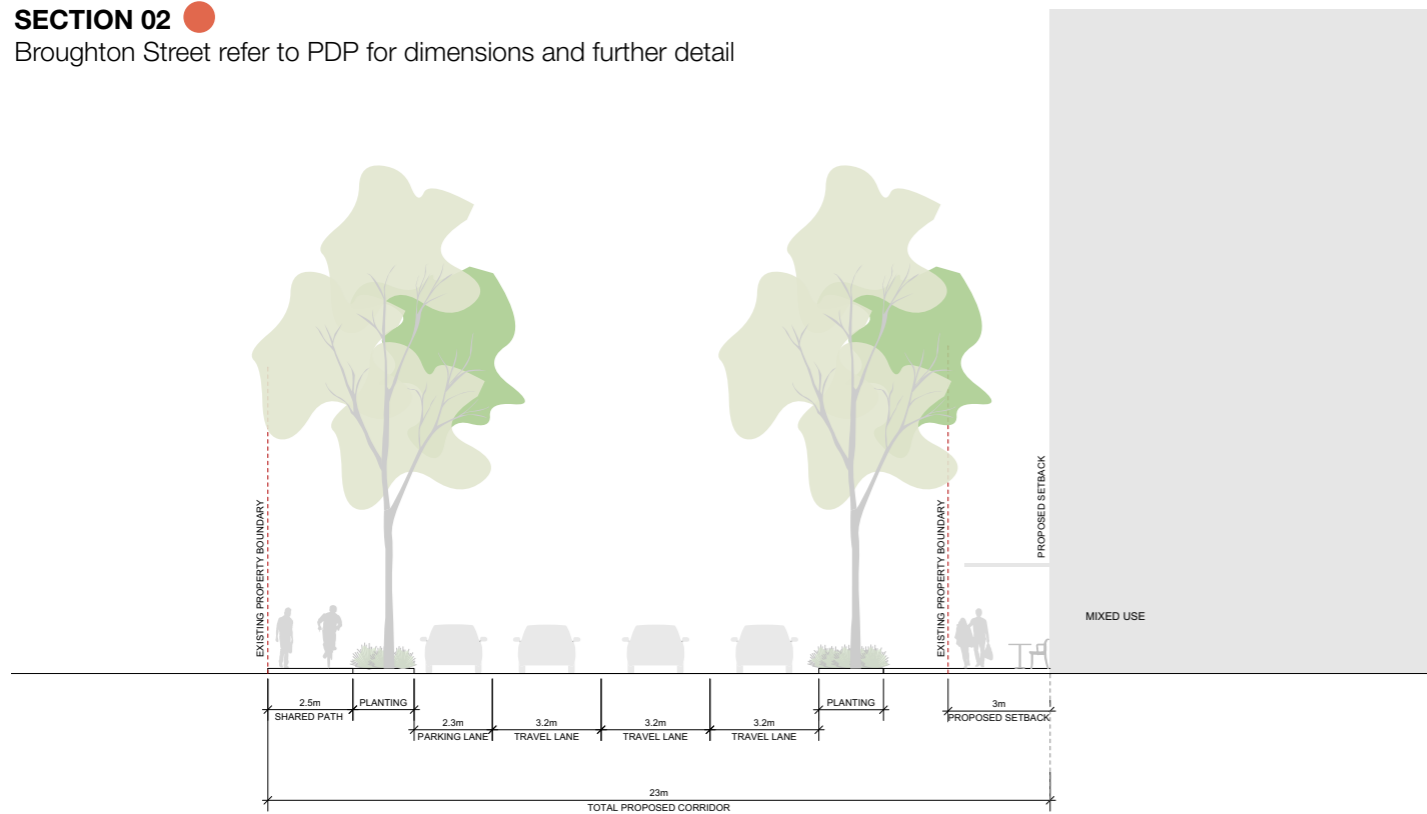 SECTION 02
Broughton Street refer to PDP for dimensions and further detail
EXISTING PROPERTY BOUNDARY
EXISTING PROPERTY BOUNDARY
PROPOSED SETBACK
MIXED USE
2.5m
SHARED PATH
PLANTING
2.3m
PARKING LANE
3.2m
TRAVEL LANE
3.2m
TRAVEL LANE
3.2m
TRAVEL LANE
PLANTING
3m
PROPOSED SETBACK
23m
TOTAL PROPOSED CORRIDOR